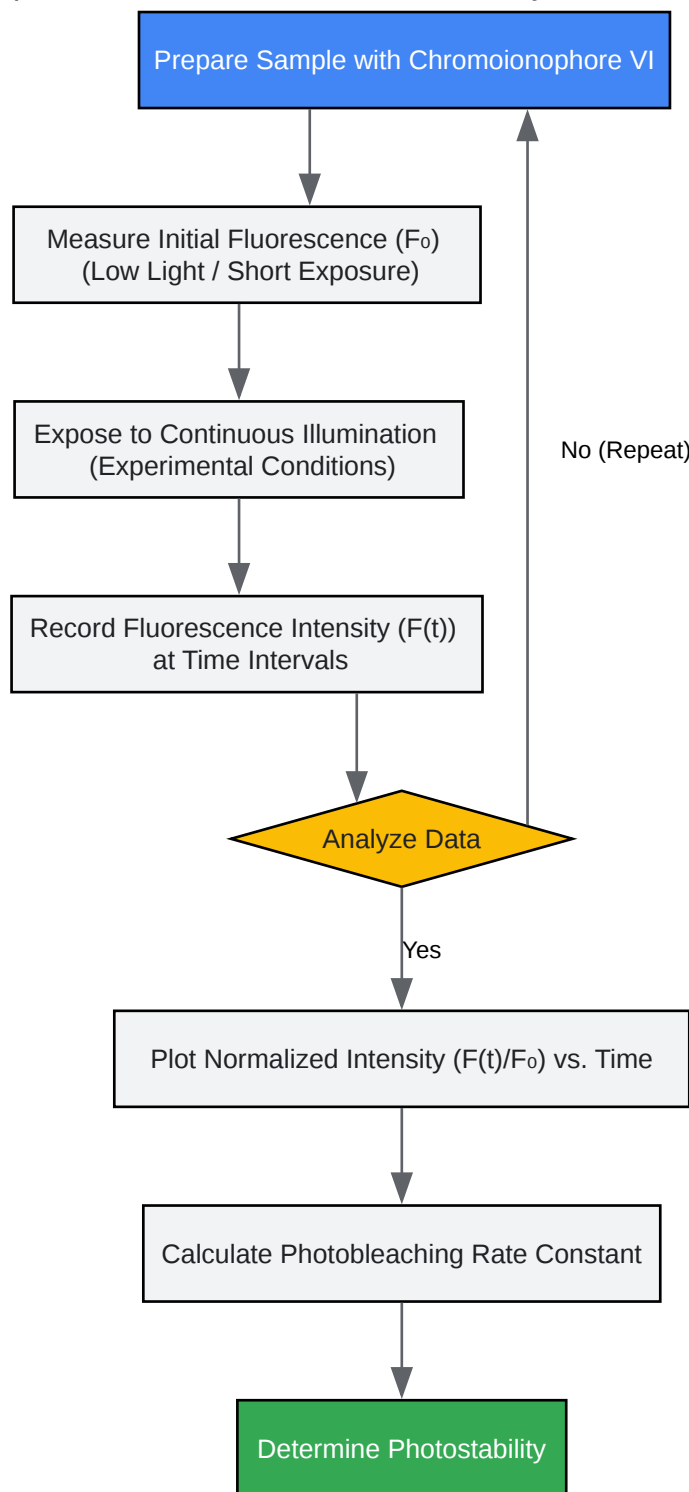 Prepare Sample with Chromoionophore VI
Measure Initial Fluorescence (F₀)
(Low Light / Short Exposure)
Expose to Continuous Illumination
(Experimental Conditions)
No (Repeat)
Record Fluorescence Intensity (F(t))
at Time Intervals
Analyze Data
Yes
Plot Normalized Intensity (F(t)/F₀) vs. Time
Calculate Photobleaching Rate Constant
Determine Photostability